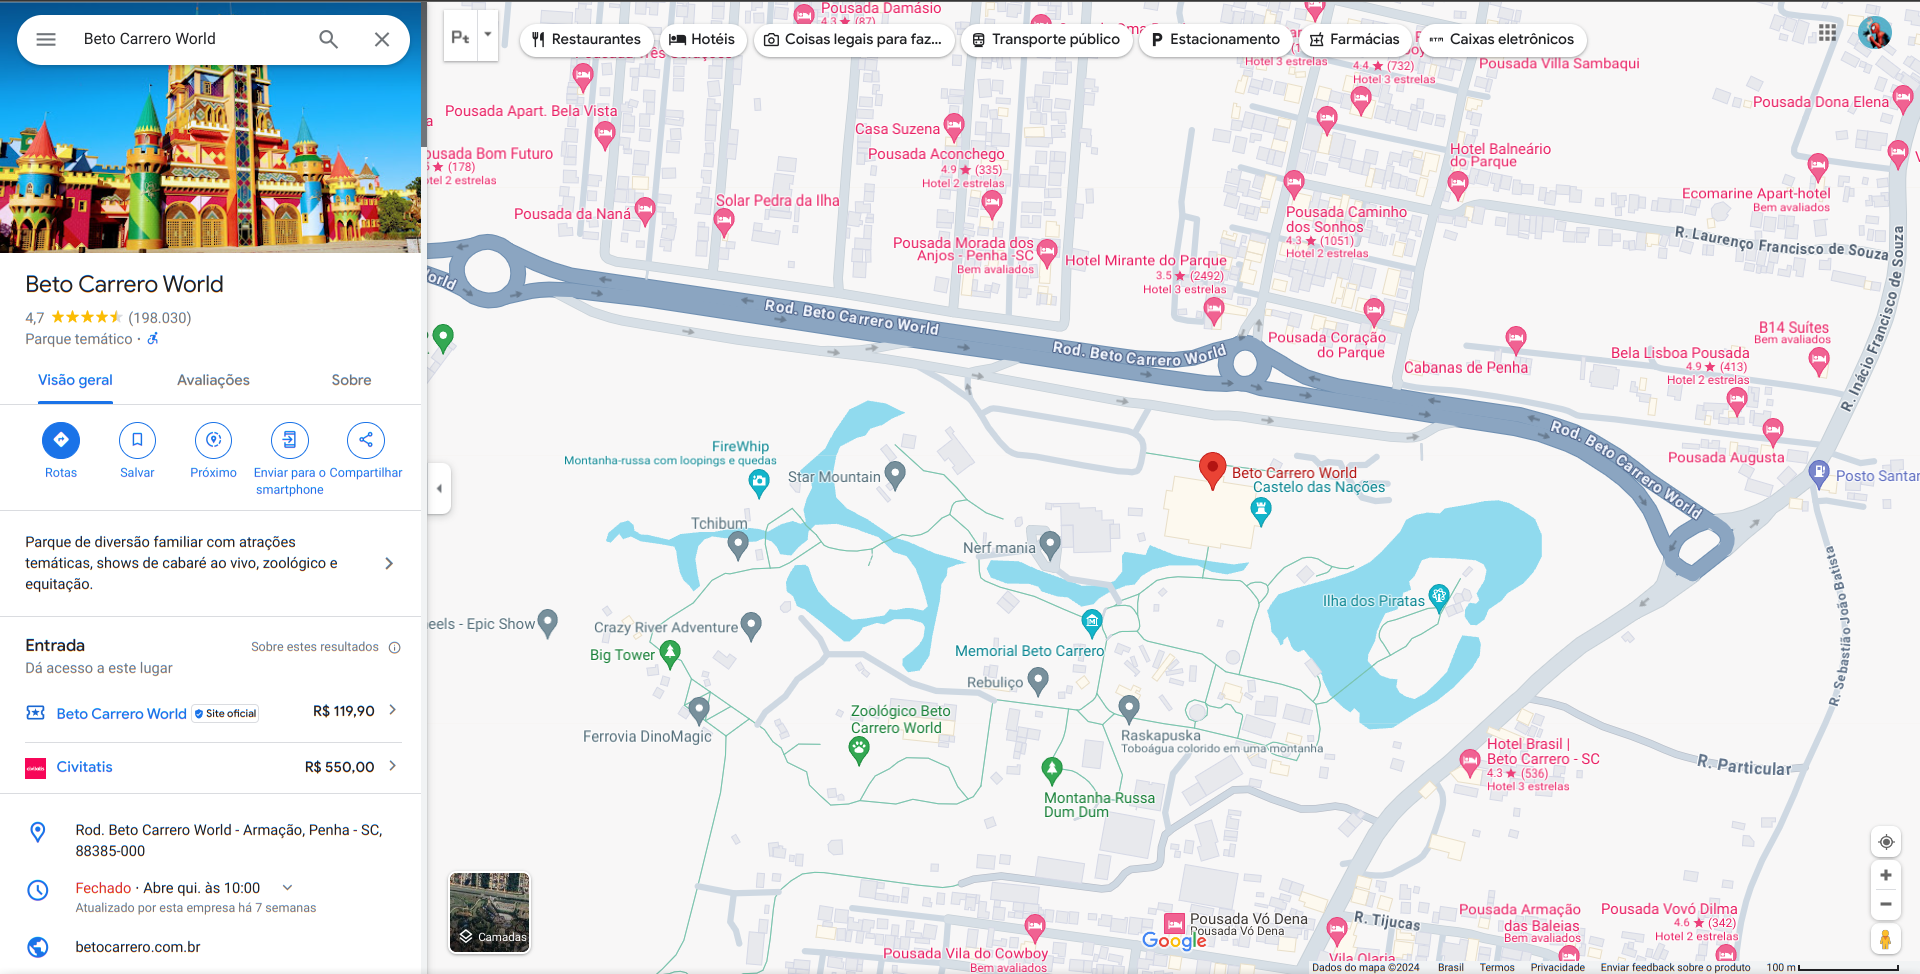 Beto Carrero World
Beto Carrero World
4,7 (198.030)
Parque temático ·
Visão geral
Avaliações
Sobre
Rotas
Salvar
Próximo
Enviar para o smartphone
Compartilhar
Parque de diversão familiar com atrações
temáticas, shows de cabaré ao vivo, zoológico e
equitação.
Entrada
Sobre estes resultados
Dá acesso a este lugar
Beto Carrero World Site oficial R$ 119,90
Civitatis R$ 550,00
Rod. Beto Carrero World - Armação, Penha - SC,
88385-000
Fechado · Abre qui. às 10:00
Atualizado por esta empresa há 7 semanas
betocarrero.com.br
Restaurantes
Hotéis
Coisas legais para faz...
Transporte público
Estacionamento
Farmácias
Caixas eletrônicos
Pousada Damásio
4.3 ★ (87)
Hotel 3 estrelas
4.4 ★ (732)
Hotel 3 estrelas
Pousada Villa Sambaqui
Pousada Dona Elena
Pousada Apart. Bela Vista
Casa Suzena
ousada Bom Futuro
★ (178)
otel 2 estrelas
Pousada Aconchego
4.9 ★ (335)
Hotel 2 estrelas
Hotel Balneário
do Parque
Ecomarine Apart-hotel
Bem avaliados
Pousada da Naná
Solar Pedra da Ilha
Pousada Caminho
dos Sonhos
4.3 ★ (1051)
Hotel 2 estrelas
R. Laurenço Francisco de Souza
Pousada Morada dos
Anjos - Penha -SC
Bem avaliados
Hotel Mirante do Parque
3.5 ★ (2492)
Hotel 3 estrelas
orld
Rod. Beto Carrero World
Rod. Beto Carrero World
Rod. Beto Carrero World
R. Inácio Francisco de Souza
Pousada Coração
do Parque
Cabanas de Penha
B14 Suítes
Bem avaliados
Bela Lisboa Pousada
4.9 ★ (413)
Hotel 2 estrelas
Pousada Augusta
Posto Santar
FireWhip
Montanha-russa com loopings e quedas
Star Mountain
Beto Carrero World
Castelo das Nações
Tchibum
Nerf mania
Ilha dos Piratas
eels - Epic Show
Crazy River Adventure
Big Tower
Memorial Beto Carrero
Rebuliço
R. Sebastião João Batista
Ferrovia DinoMagic
Zoológico Beto
Carrero World
Raskapuska
Toboágua colorido em uma montanha
Hotel Brasil |
Beto Carrero - SC
4.3 ★ (536)
Hotel 3 estrelas
R. Particular
Montanha Russa
Dum Dum
Camadas
Pousada Vila do Cowboy
Bem avaliados
Pousada Vó Dena
Pousada Vó Dena
Google
R. Tijucas
Vila Olaria
Pousada Armação
das Baleias
Bem avaliados
Pousada Vovó Dilma
4.6 ★ (342)
Hotel 2 estrelas
Dados do mapa ©2024 Brasil Termos Privacidade Enviar feedback sobre o produto 100 m